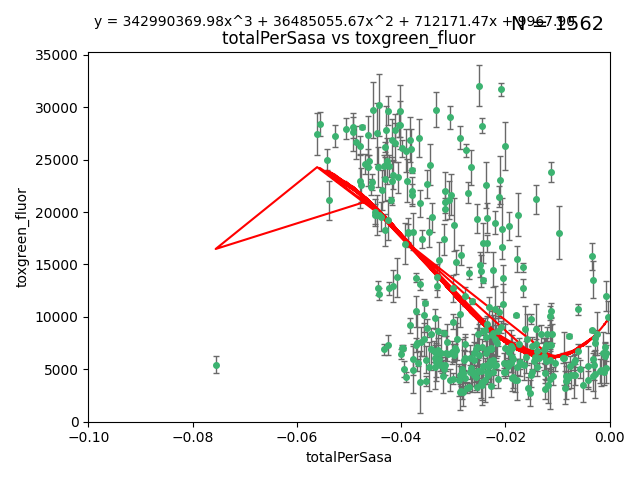 y = 342990369.98x^3 + 36485055.67x^2 + 712171.47x +
N = 1562
totalPerSasa vs toxgreen_fluor
toxgreen_fluor
35000
30000
25000
20000
15000
10000
5000
0
−0.10
−0.08
−0.06
−0.04
−0.02
0.00
totalPerSasa